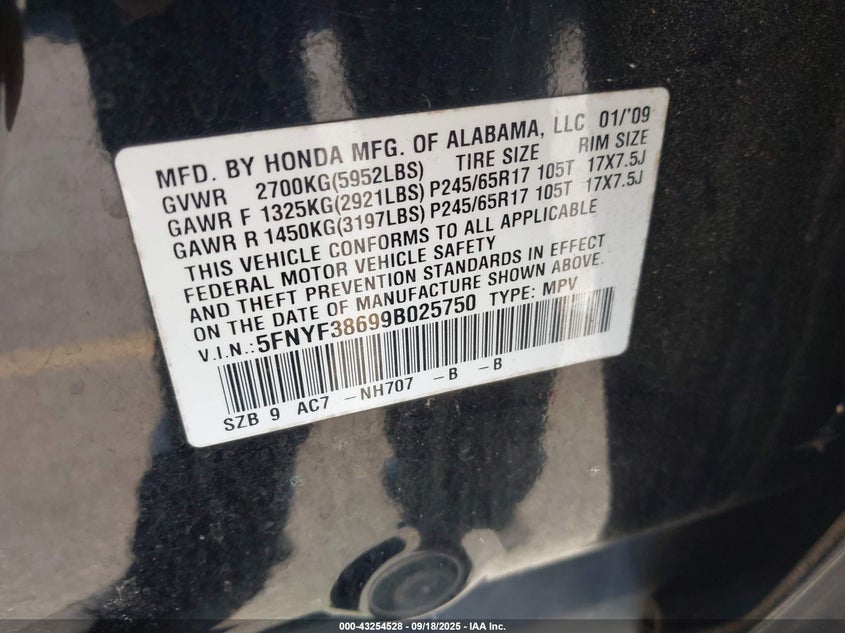 MFD. BY HONDA MFG. OF ALABAMA, LLC 01/'09
GVWR 2700KG(5952LBS) TIRE SIZE RIM SIZE
GAWR F 1325KG(2921LBS) P245/65R17 105T 17X7.5J
GAWR R 1450KG(3197LBS) P245/65R17 105T 17X7.5J
THIS VEHICLE CONFORMS TO ALL APPLICABLE
FEDERAL MOTOR VEHICLE SAFETY
AND THEFT PREVENTION STANDARDS IN EFFECT
ON THE DATE OF MANUFACTURE SHOWN ABOVE.
V.I.N.: 5FNYF38699B025750 TYPE: MPV
SZB 9 AC7 -NH707 -B -B
000-43254528 - 09/18/2025 - IAA Inc.